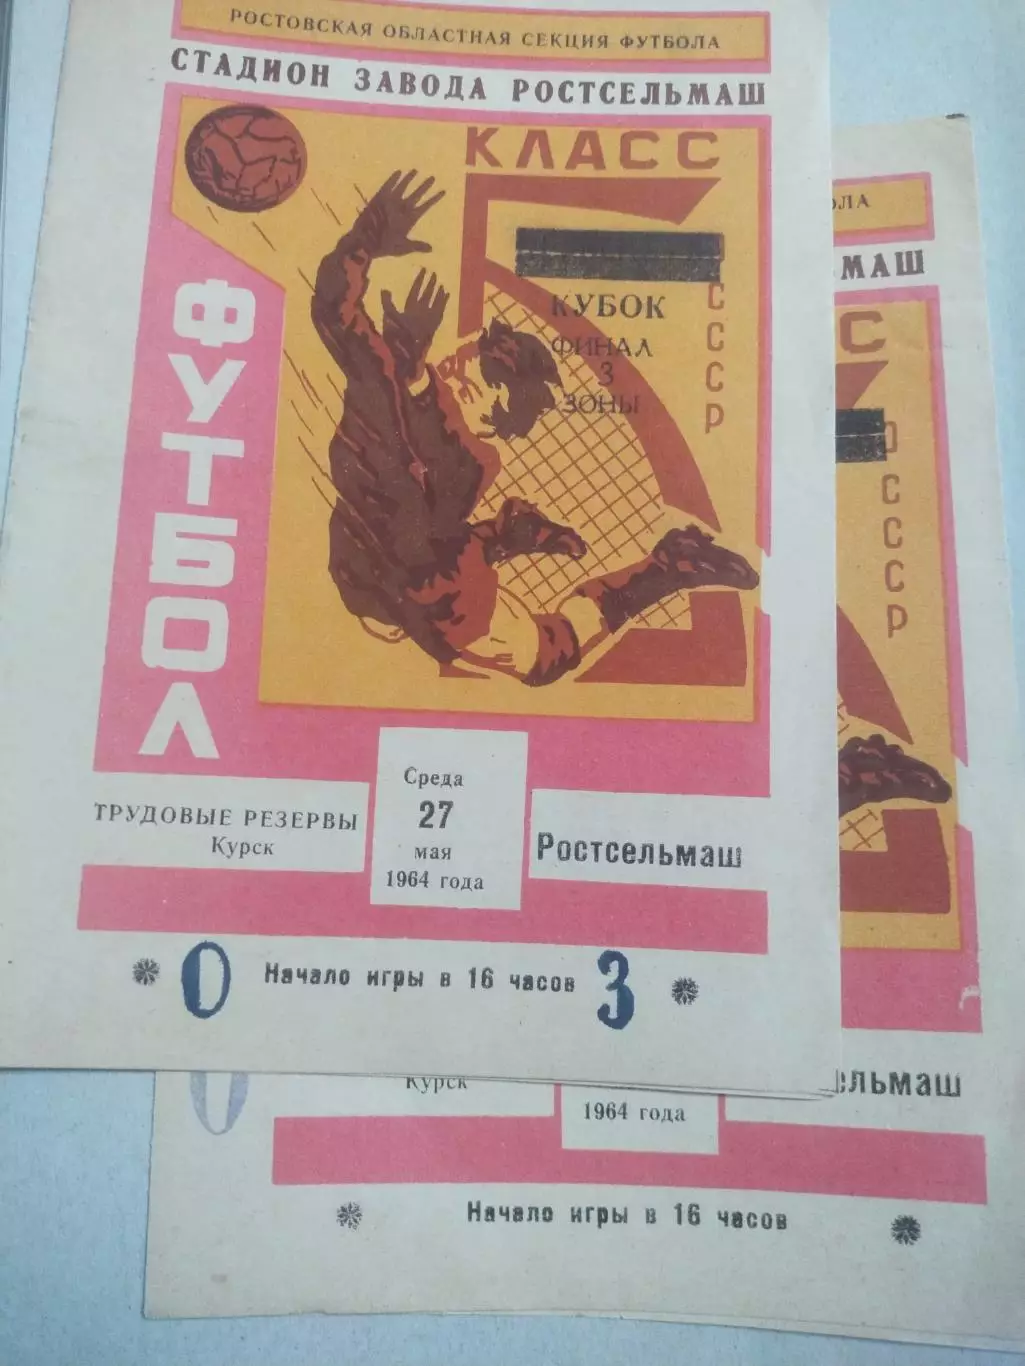 РОСТОВСКАЯ ОБЛАСТНАЯ СЕКЦИЯ ФУТБОЛА
СТАДИОН ЗАВОДА РОСТСЕЛЬМАШ
КЛАСС
СССР
КУБОК
ФИНАЛ
3
ЗОНЫ
ФУТБОЛ
ТРУДОВЫЕ РЕЗЕРВЫ
Курск
Среда
27
мая
1964 года
Ростсельмаш
0 Начало игры в 16 часов 3
ОЛА
МАШ
С
СССР
Курск
1964 года
сельмаш
0
Начало игры в 16 часов